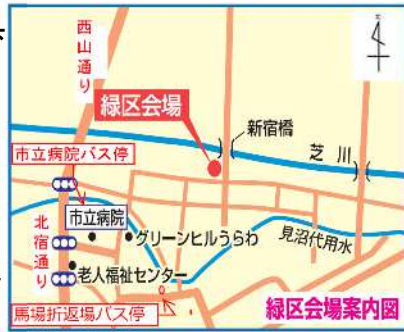 西山通り
緑区会場
新宿橋
芝川
市立病院バス停
市立病院
北宿通り
グリーンヒルうらわ
見沼代用水
老人福祉センター
馬場折返場バス停
緑区会場案内図